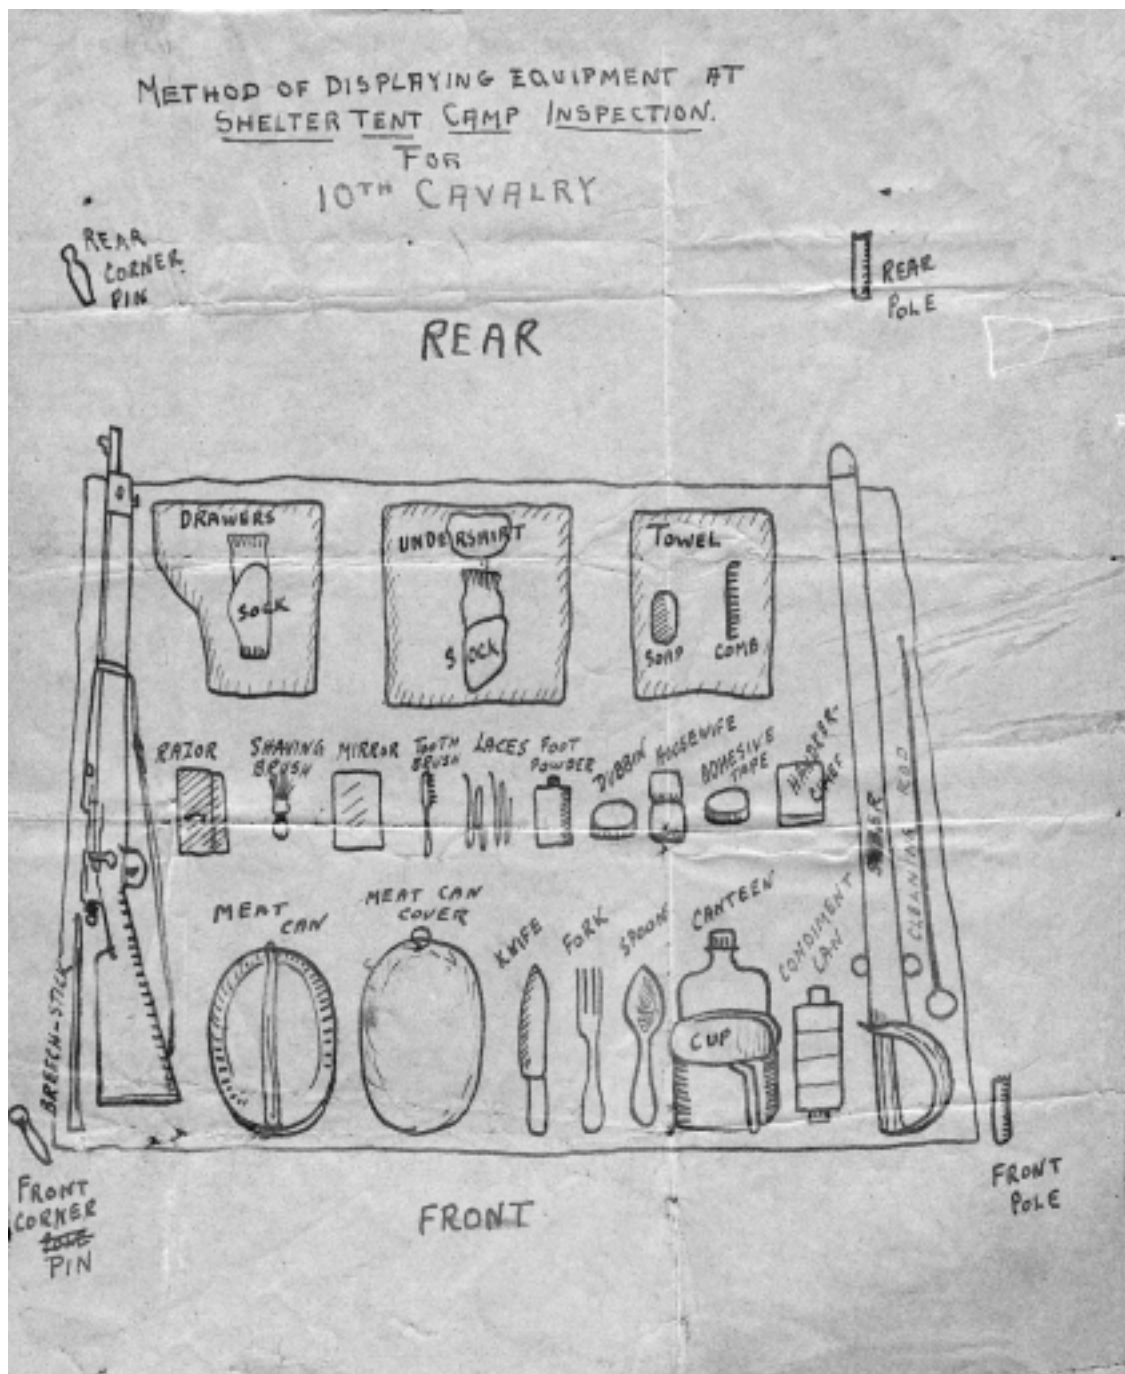 METHOD OF DISPLAYING EQUIPMENT AT
SHELTER TENT CAMP INSPECTION.
FOR
10TH CAVALRY
REAR
CORNER
PIN
REAR
POLE
REAR
DRAWERS
SOCK
UNDERSHIRT
SOCK
TOWEL
SOAP
COMB
RAZOR
SHAVING
BRUSH
MIRROR
TOOTH
BRUSH
LACES
FOOT
POWDER
DUBBIN
HOUSEWIFE
ADHESIVE
TAPE
HANDKER-
CHIEF
SABER
CLEANING ROD
MEAT
CAN
MEAT CAN
COVER
KNIFE
FORK
SPOON
CANTEEN
CUP
CONDIMENT
CAN
BREECH-STICK
FRONT
CORNER
POLE
PIN
FRONT
FRONT
POLE